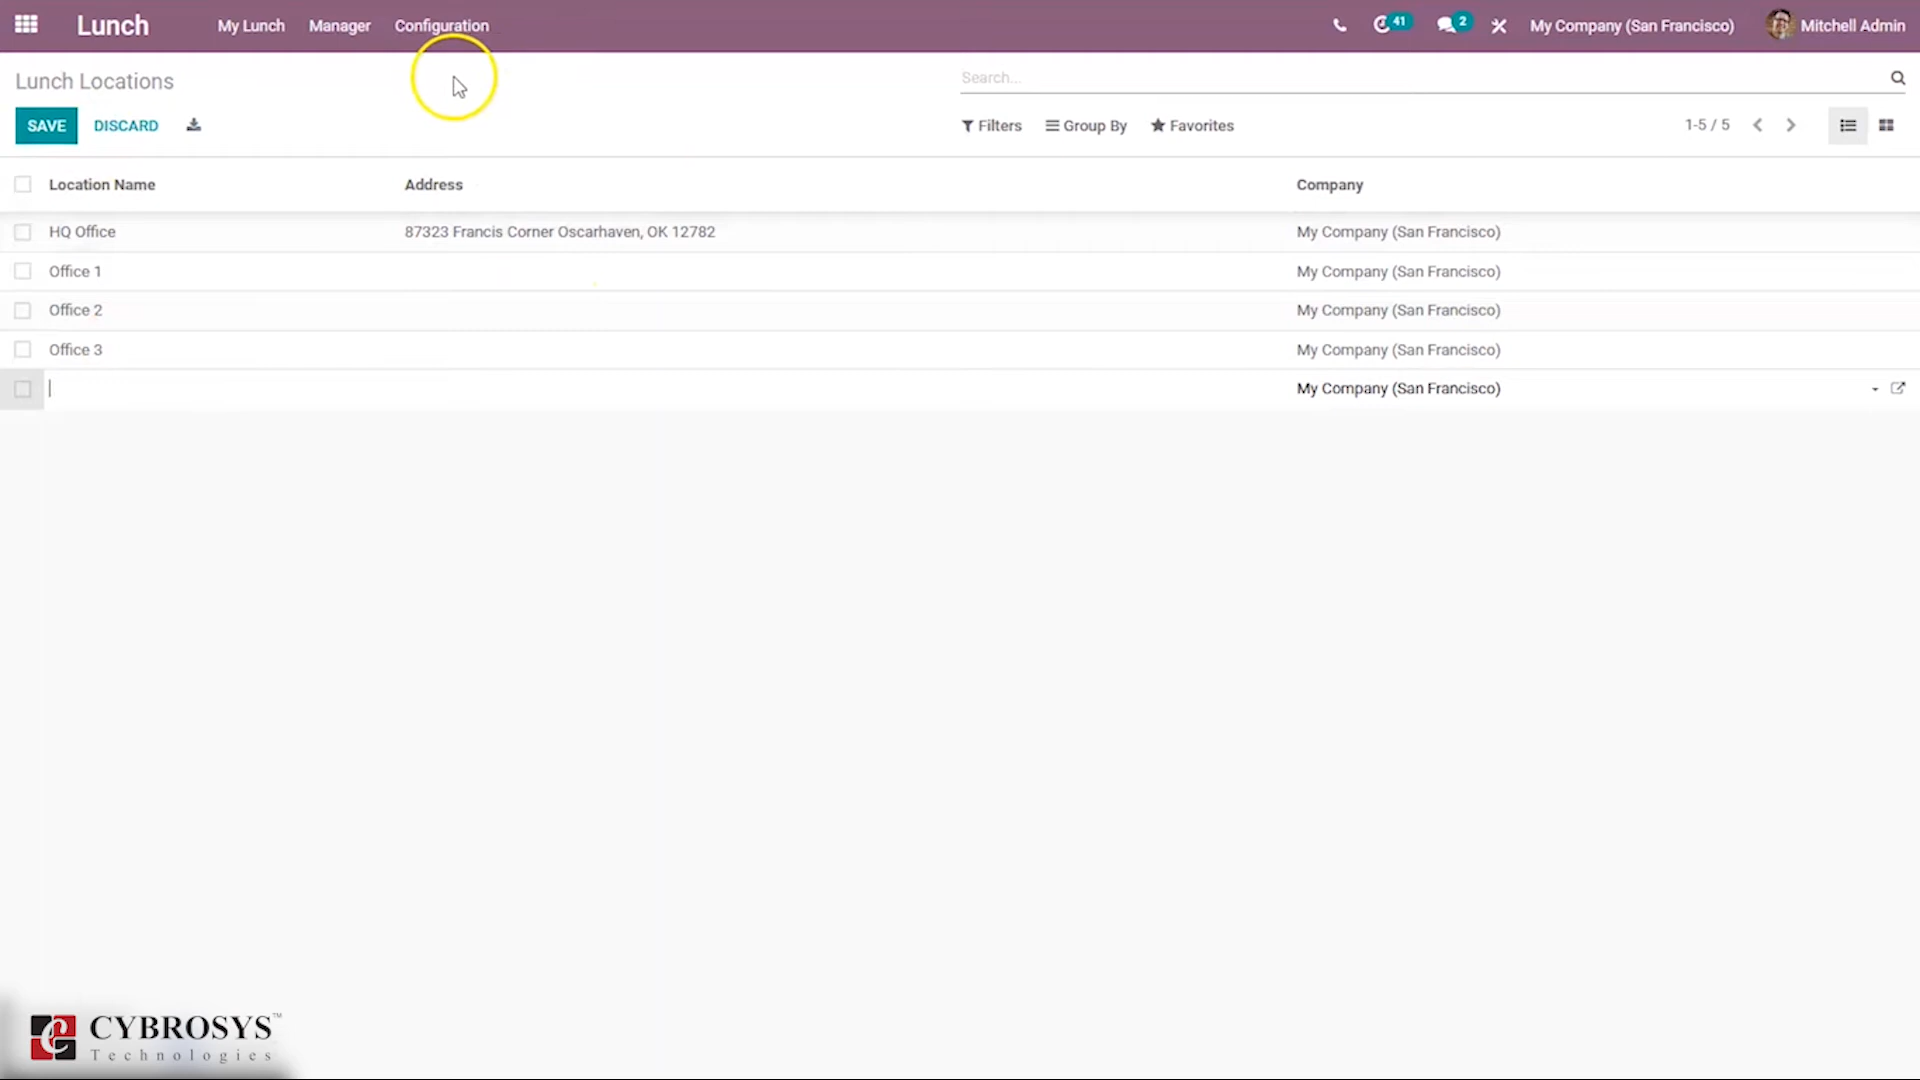 Lunch My Lunch Manager Configuration 41 2 My Company (San Francisco) Mitchell Admin
Lunch Locations Search...
SAVE DISCARD Filters Group By Favorites 1-5 / 5
Location Name Address Company
HQ Office 87323 Francis Corner Oscarhaven, OK 12782 My Company (San Francisco)
Office 1 My Company (San Francisco)
Office 2 My Company (San Francisco)
Office 3 My Company (San Francisco)
My Company (San Francisco)
CYBROSYS™
Technologies